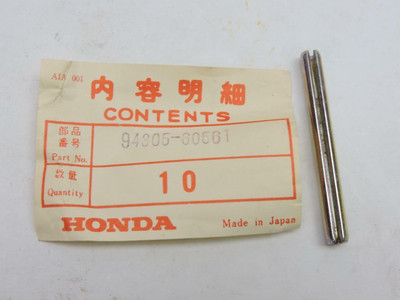 AIA 001
内容明細
CONTENTS
部品番号
Part No.
94305-60561
数量
Quantity
10
HONDA
Made in Japan